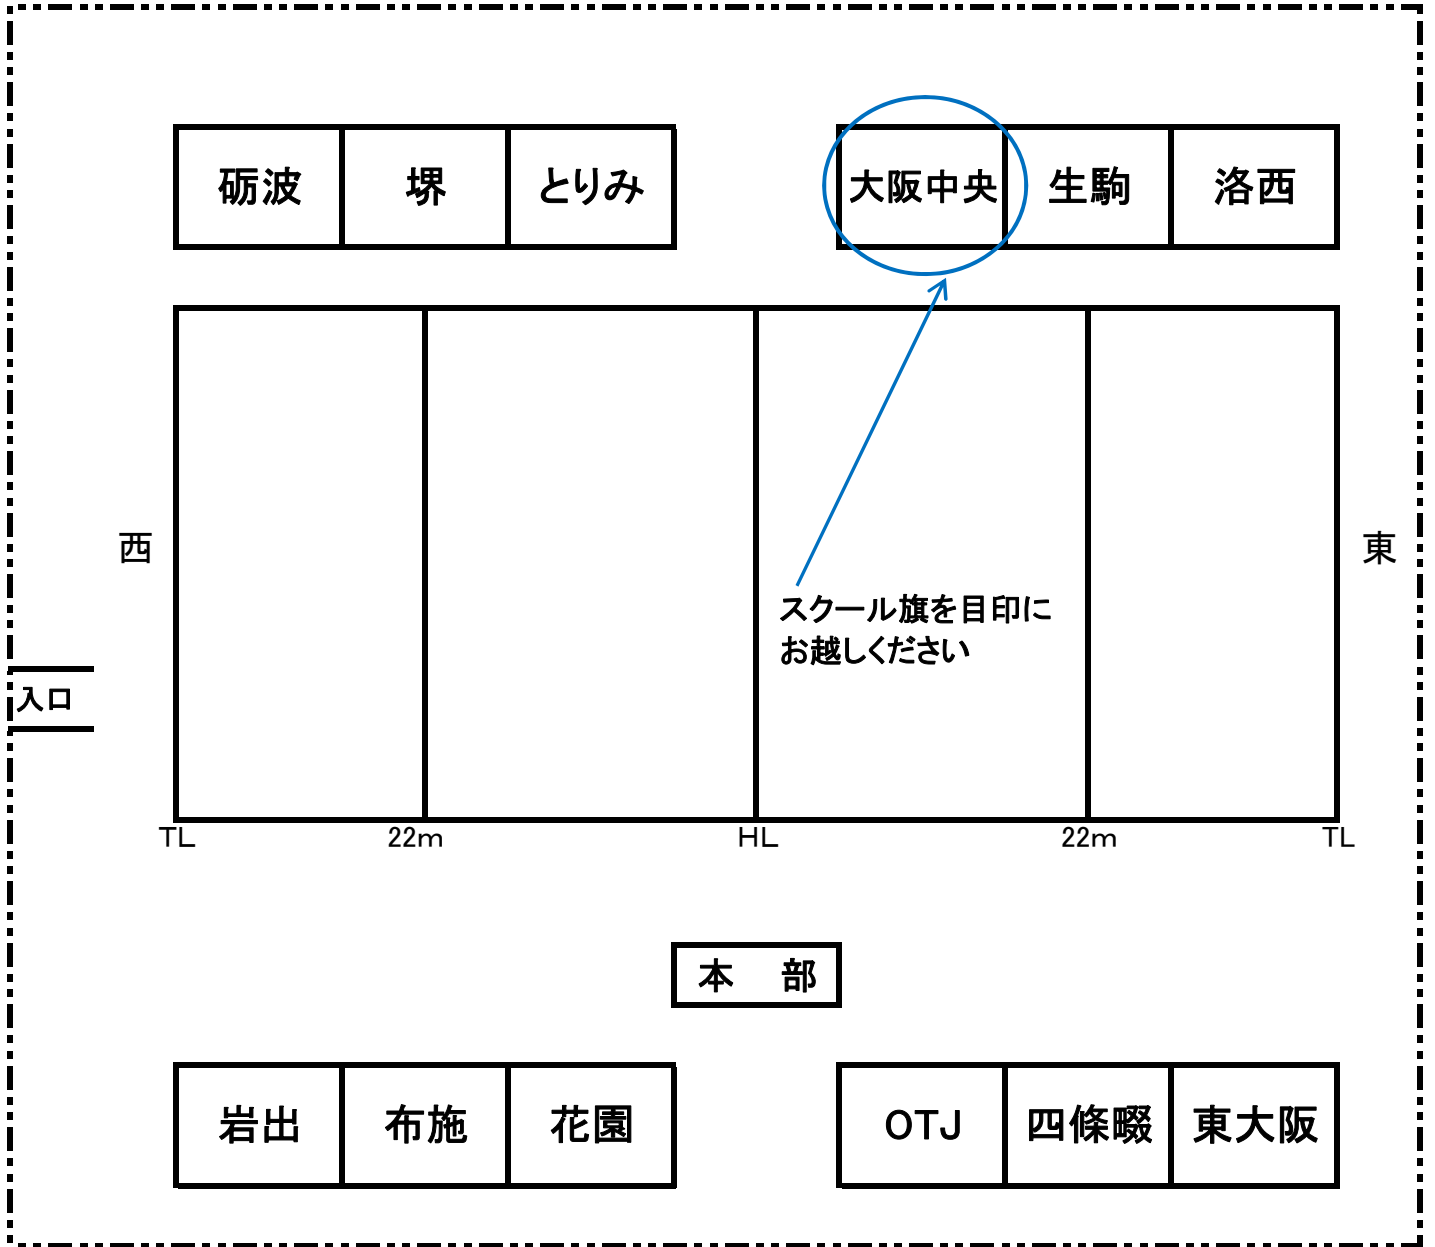 砺波 堺 とりみ 大阪中央 生駒 洛西
西 東
スクール旗を目印に
お越しください
入口
TL 22m HL 22m TL
本 部
岩出 布施 花園 OTJ 四條畷 東大阪